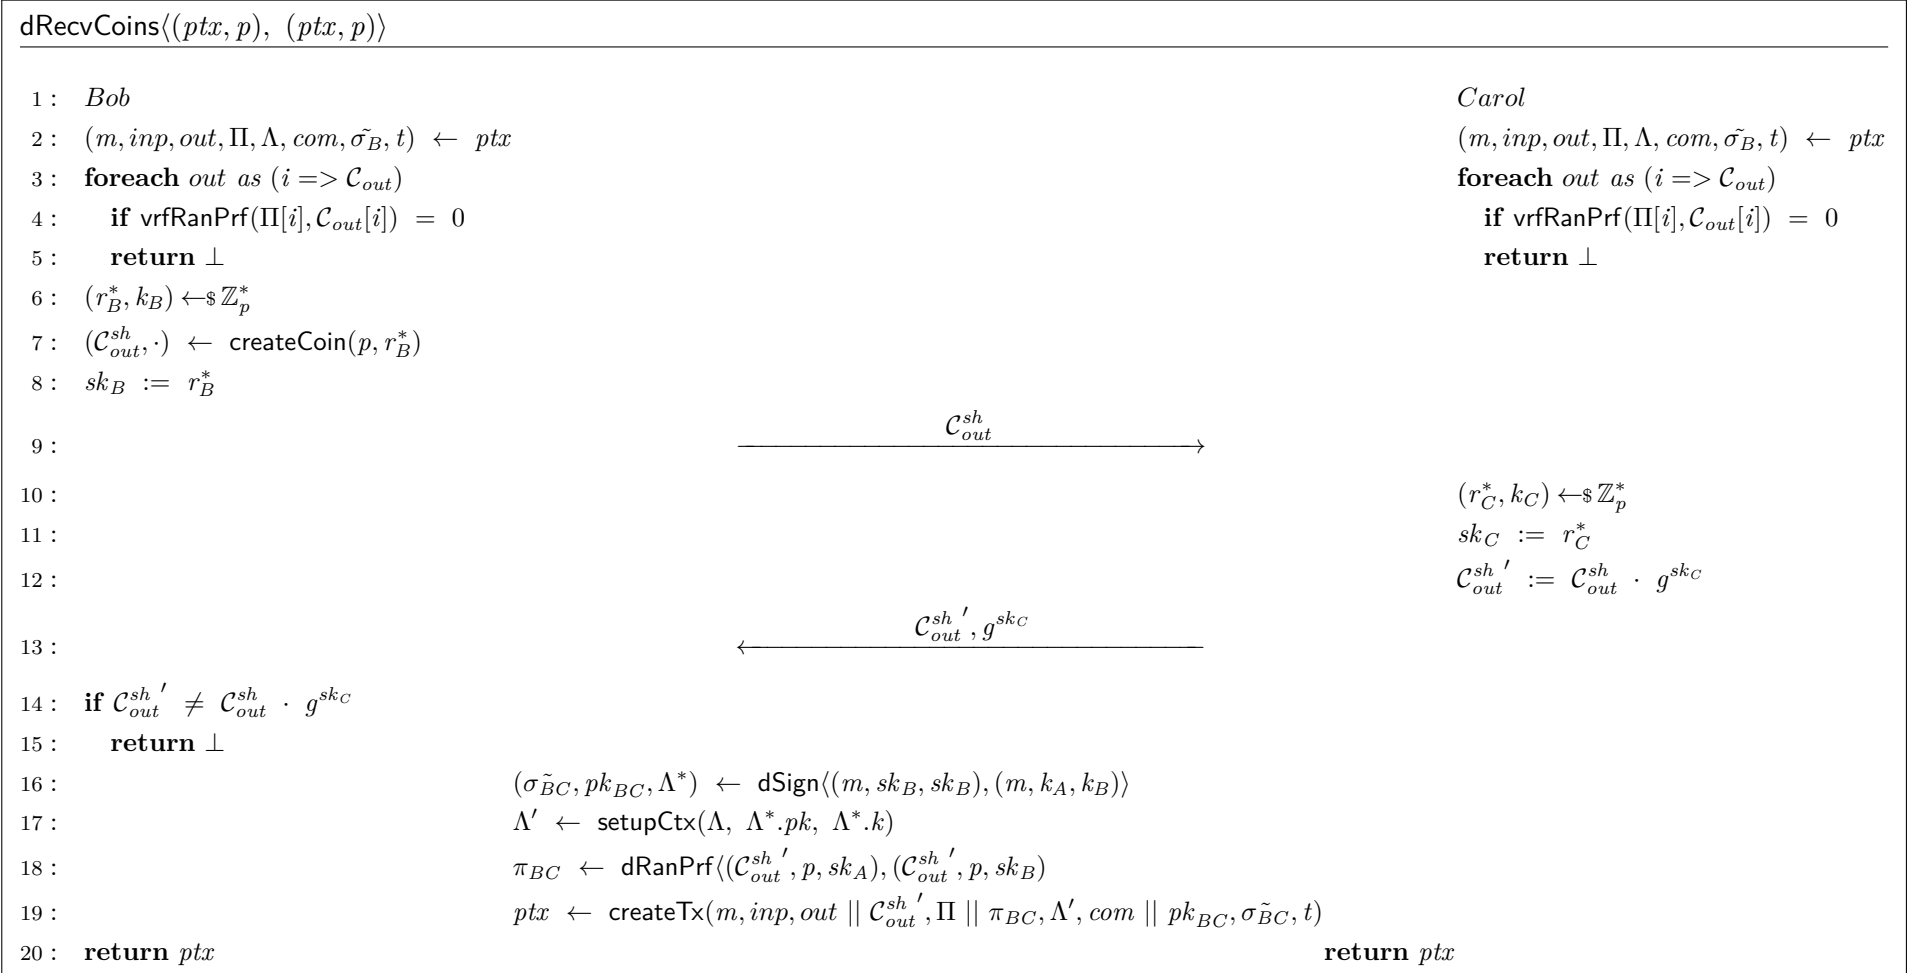 dRecvCoins⟨(ptx, p), (ptx, p)⟩
1 : Bob Carol
2 : (m, inp, out, Π, Λ, com, σ̃_B, t) ← ptx (m, inp, out, Π, Λ, com, σ̃_B, t) ← ptx
3 : foreach out as (i => 𝒞_out) foreach out as (i => 𝒞_out)
4 : if vrfRanPrf(Π[i], 𝒞_out[i]) = 0 if vrfRanPrf(Π[i], 𝒞_out[i]) = 0
5 : return ⊥ return ⊥
6 : (r*_B, k_B) ←$ ℤ*_p
7 : (𝒞^sh_out, ·) ← createCoin(p, r*_B)
8 : sk_B := r*_B
9 : 𝒞^sh_out
10 : (r*_C, k_C) ←$ ℤ*_p
11 : sk_C := r*_C
12 : 𝒞^sh_out′ := 𝒞^sh_out · g^{sk_C}
13 : 𝒞^sh_out′, g^{sk_C}
14 : if 𝒞^sh_out′ ≠ 𝒞^sh_out · g^{sk_C}
15 : return ⊥
16 : (σ̃_BC, pk_BC, Λ*) ← dSign⟨(m, sk_B, sk_B), (m, k_A, k_B)⟩
17 : Λ′ ← setupCtx(Λ, Λ*.pk, Λ*.k)
18 : π_BC ← dRanPrf⟨(𝒞^sh_out′, p, sk_A), (𝒞^sh_out′, p, sk_B)
19 : ptx ← createTx(m, inp, out || 𝒞^sh_out′, Π || π_BC, Λ′, com || pk_BC, σ̃_BC, t)
20 : return ptx return ptx